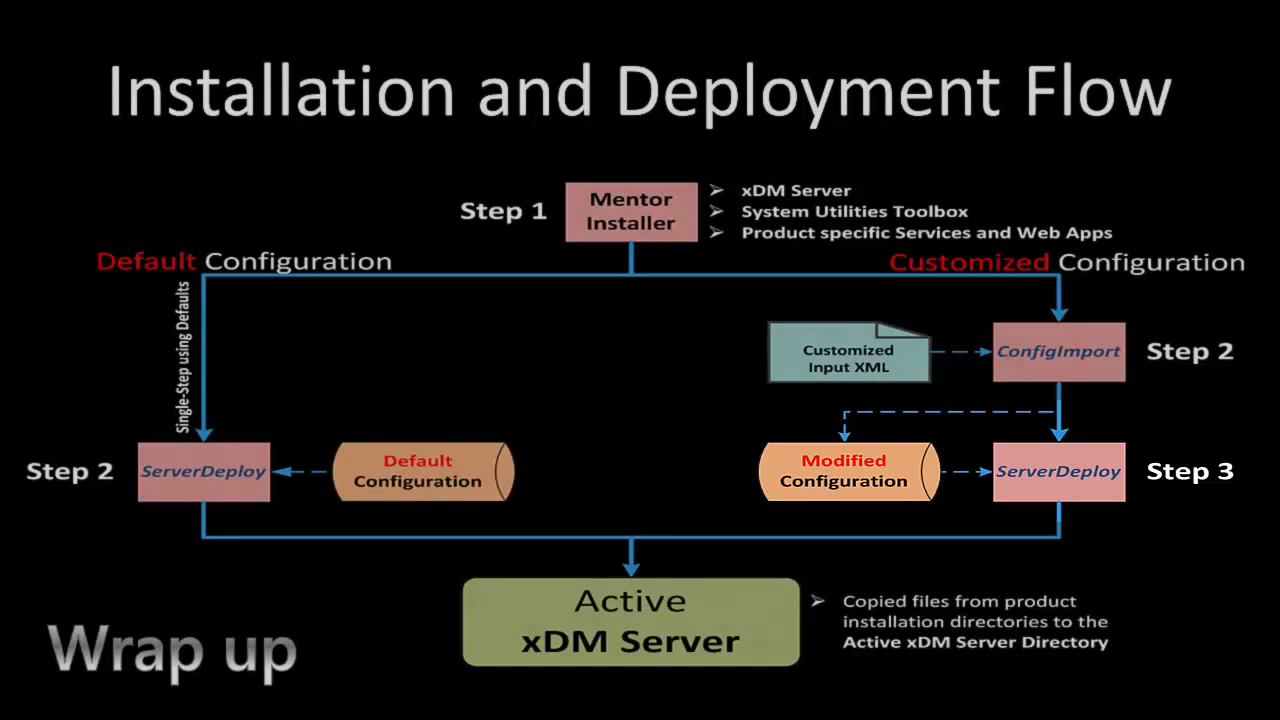 Installation and Deployment Flow
Step 1
Mentor
Installer
➢ xDM Server
➢ System Utilities Toolbox
➢ Product specific Services and Web Apps
Default Configuration
Customized Configuration
Single-Step using Defaults
Customized
Input XML
ConfigImport
Step 2
Step 2
ServerDeploy
Default
Configuration
Modified
Configuration
ServerDeploy
Step 3
Active
xDM Server
➢ Copied files from product
installation directories to the
Active xDM Server Directory
Wrap up